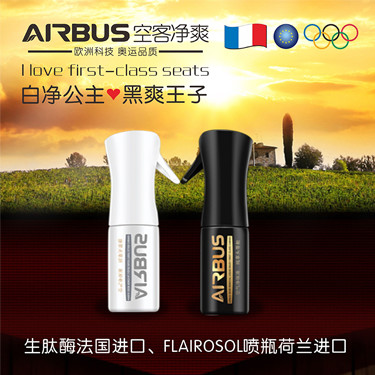 AIRBUS 空客净爽
欧洲科技 奥运品质
I love first-class seats
白净公主❤黑爽王子
AIRBUS
AIRBUS
生肽酶法国进口、FLAIROSOL喷瓶荷兰进口